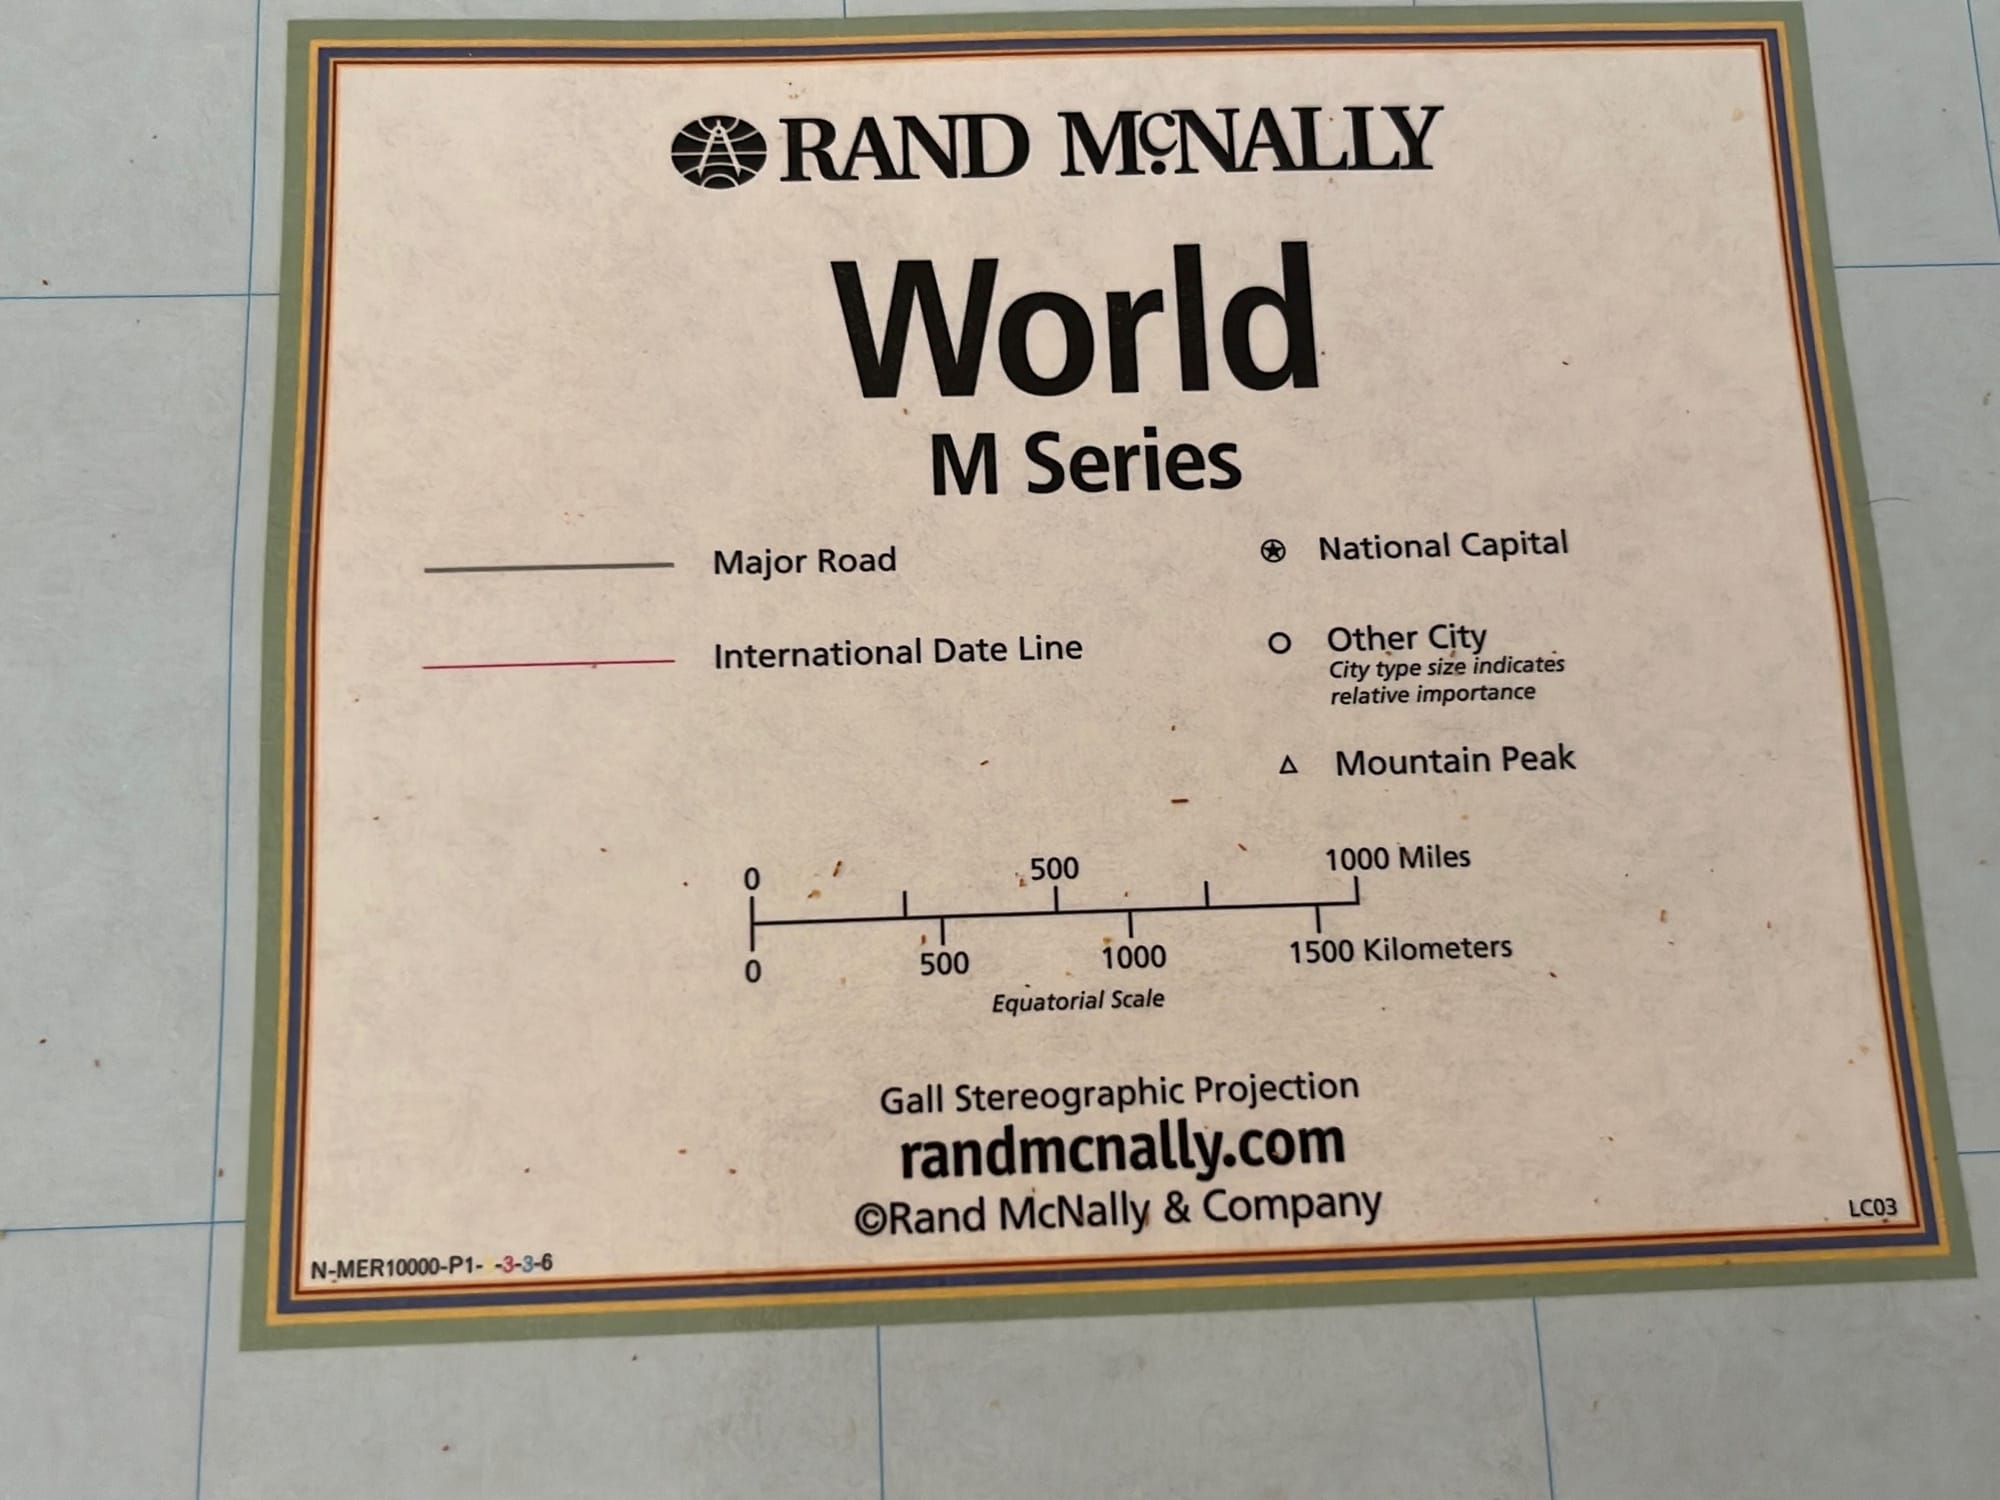 RAND McNALLY
World
M Series
Major Road
National Capital
International Date Line
Other City
City type size indicates
relative importance
Mountain Peak
0 500 1000 Miles
0 500 1000 1500 Kilometers
Equatorial Scale
Gall Stereographic Projection
randmcnally.com
©Rand McNally & Company
LC03
N-MER10000-P1- -3-3-6